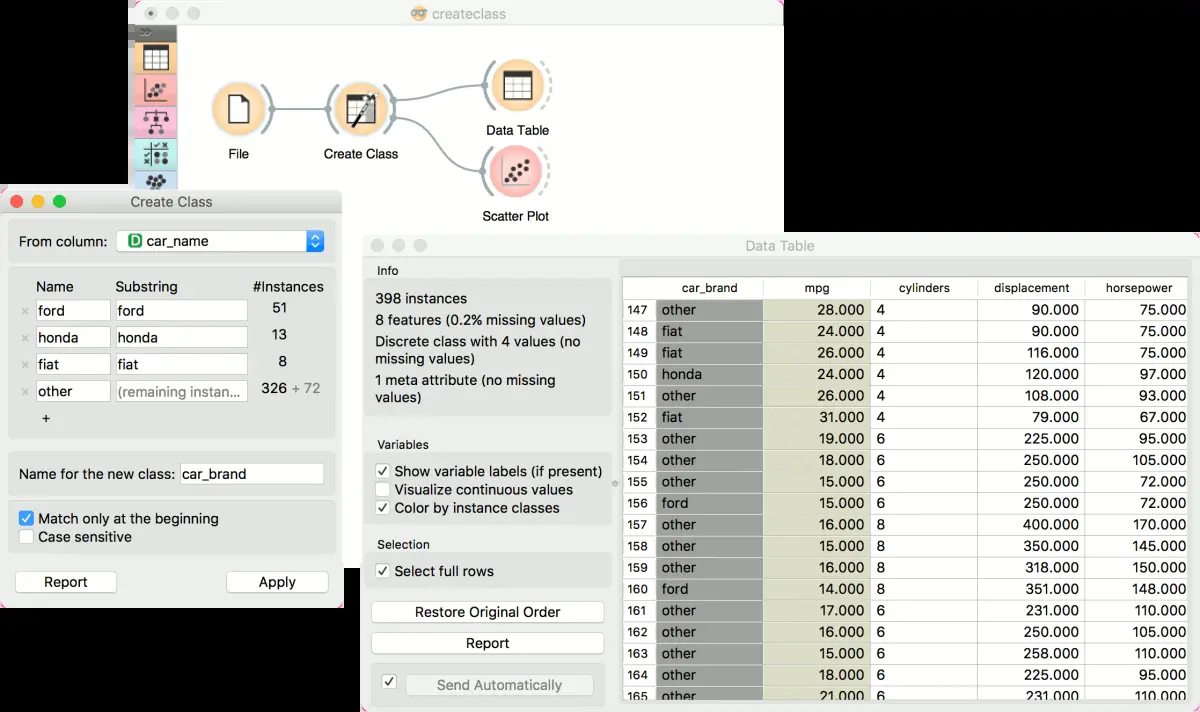 createclass
File
Create Class
Data Table
Scatter Plot
Create Class
From column: D car_name
Name Substring #Instances
× ford ford 51
× honda honda 13
× fiat fiat 8
× other (remaining instan... 326 + 72
+
Name for the new class: car_brand
Match only at the beginning
Case sensitive
Report Apply
Data Table
Info
398 instances
8 features (0.2% missing values)
Discrete class with 4 values (no
missing values)
1 meta attribute (no missing
values)
Variables
Show variable labels (if present)
Visualize continuous values
Color by instance classes
Selection
Select full rows
Restore Original Order
Report
Send Automatically
car_brand mpg cylinders displacement horsepower
147 other 28.000 4 90.000 75.000
148 fiat 24.000 4 90.000 75.000
149 fiat 26.000 4 116.000 75.000
150 honda 24.000 4 120.000 97.000
151 other 26.000 4 108.000 93.000
152 fiat 31.000 4 79.000 67.000
153 other 19.000 6 225.000 95.000
154 other 18.000 6 250.000 105.000
155 other 15.000 6 250.000 72.000
156 ford 15.000 6 250.000 72.000
157 other 16.000 8 400.000 170.000
158 other 15.000 8 350.000 145.000
159 other 16.000 8 318.000 150.000
160 ford 14.000 8 351.000 148.000
161 other 17.000 6 231.000 110.000
162 other 16.000 6 250.000 105.000
163 other 15.000 6 258.000 110.000
164 other 18.000 6 225.000 95.000
165 other 21.000 6 231.000 110.000